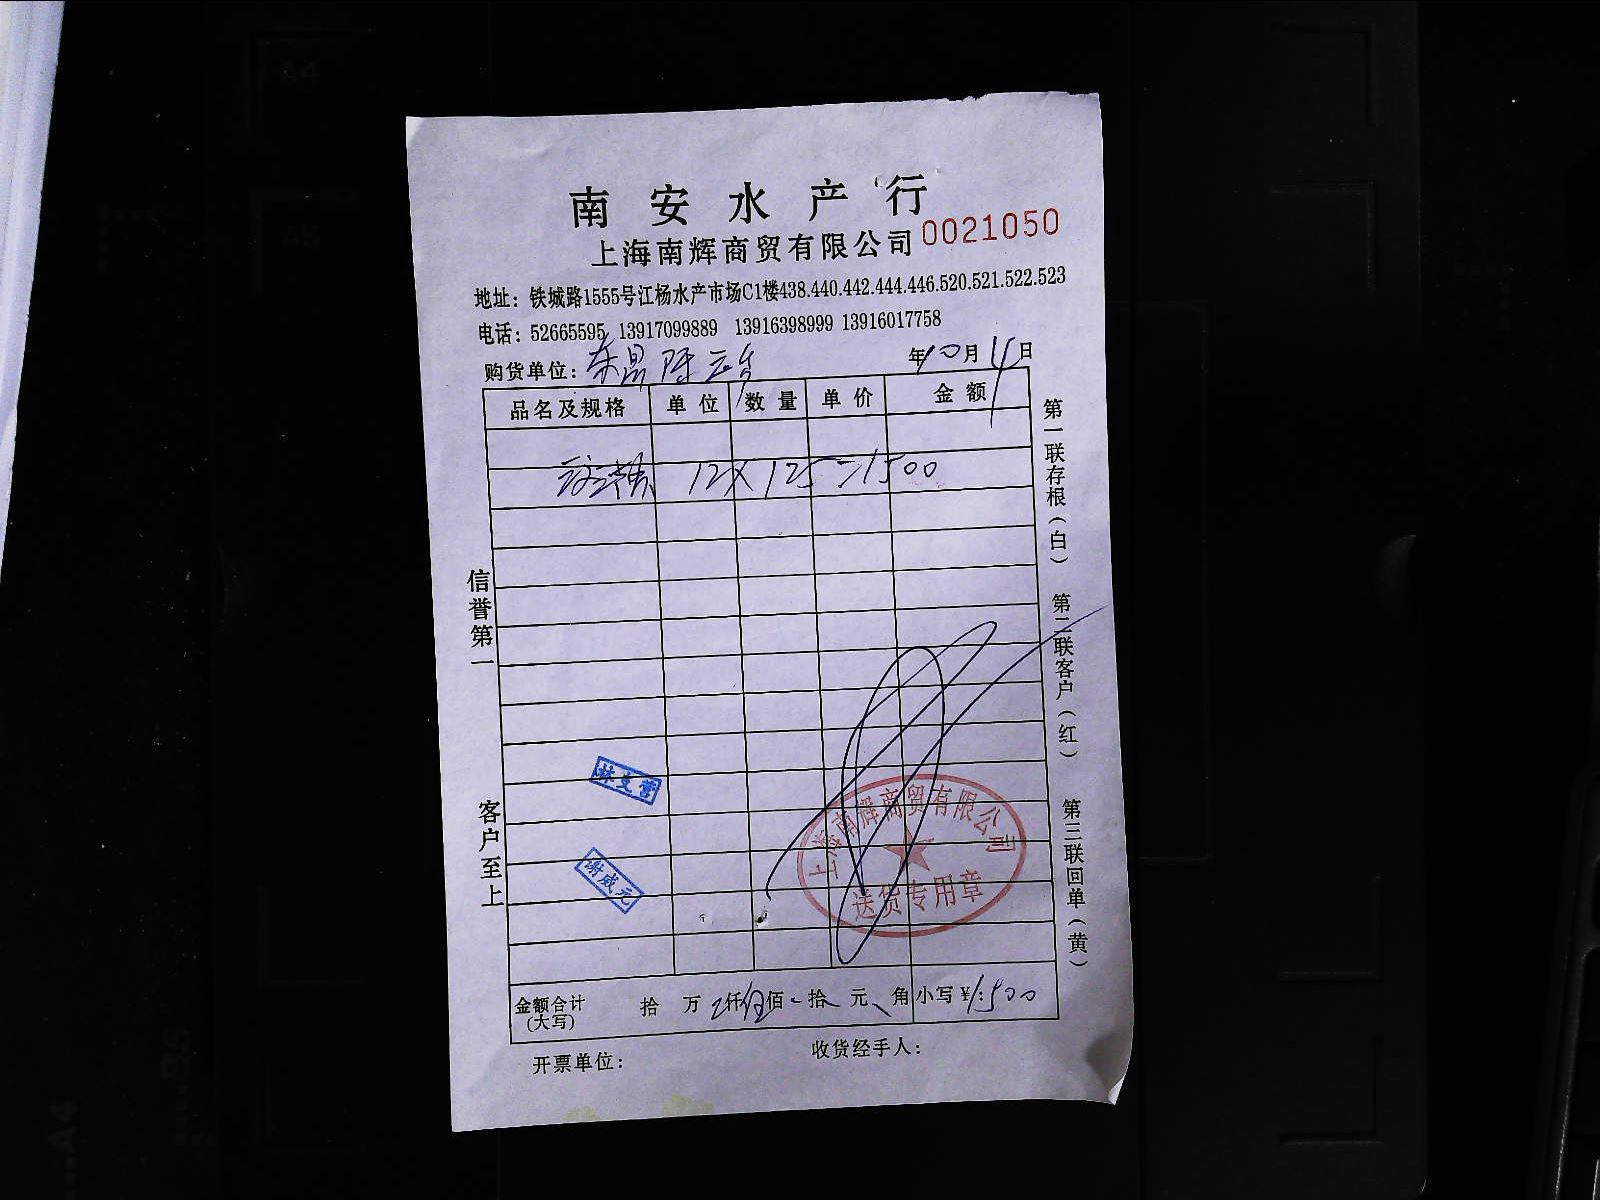 南安水产行
上海南辉商贸有限公司 0021050
地址：铁城路1555号江杨水产市场C1楼438.440.442.444.446.520.521.522.523
电话：52665595 13917099889 13916398999 13916017758
购货单位： 年10月4日
品名及规格 单位 数量 单价 金额
12×125=1500
信誉第一
客户至上
林支营
谢威元
上海南辉商贸有限公司
送货专用章
金额合计 拾 万 仟伍佰 拾 元 角 小写¥:1500
(大写)
开票单位： 收货经手人：
第一联存根（白） 第二联客户（红） 第三联回单（黄）